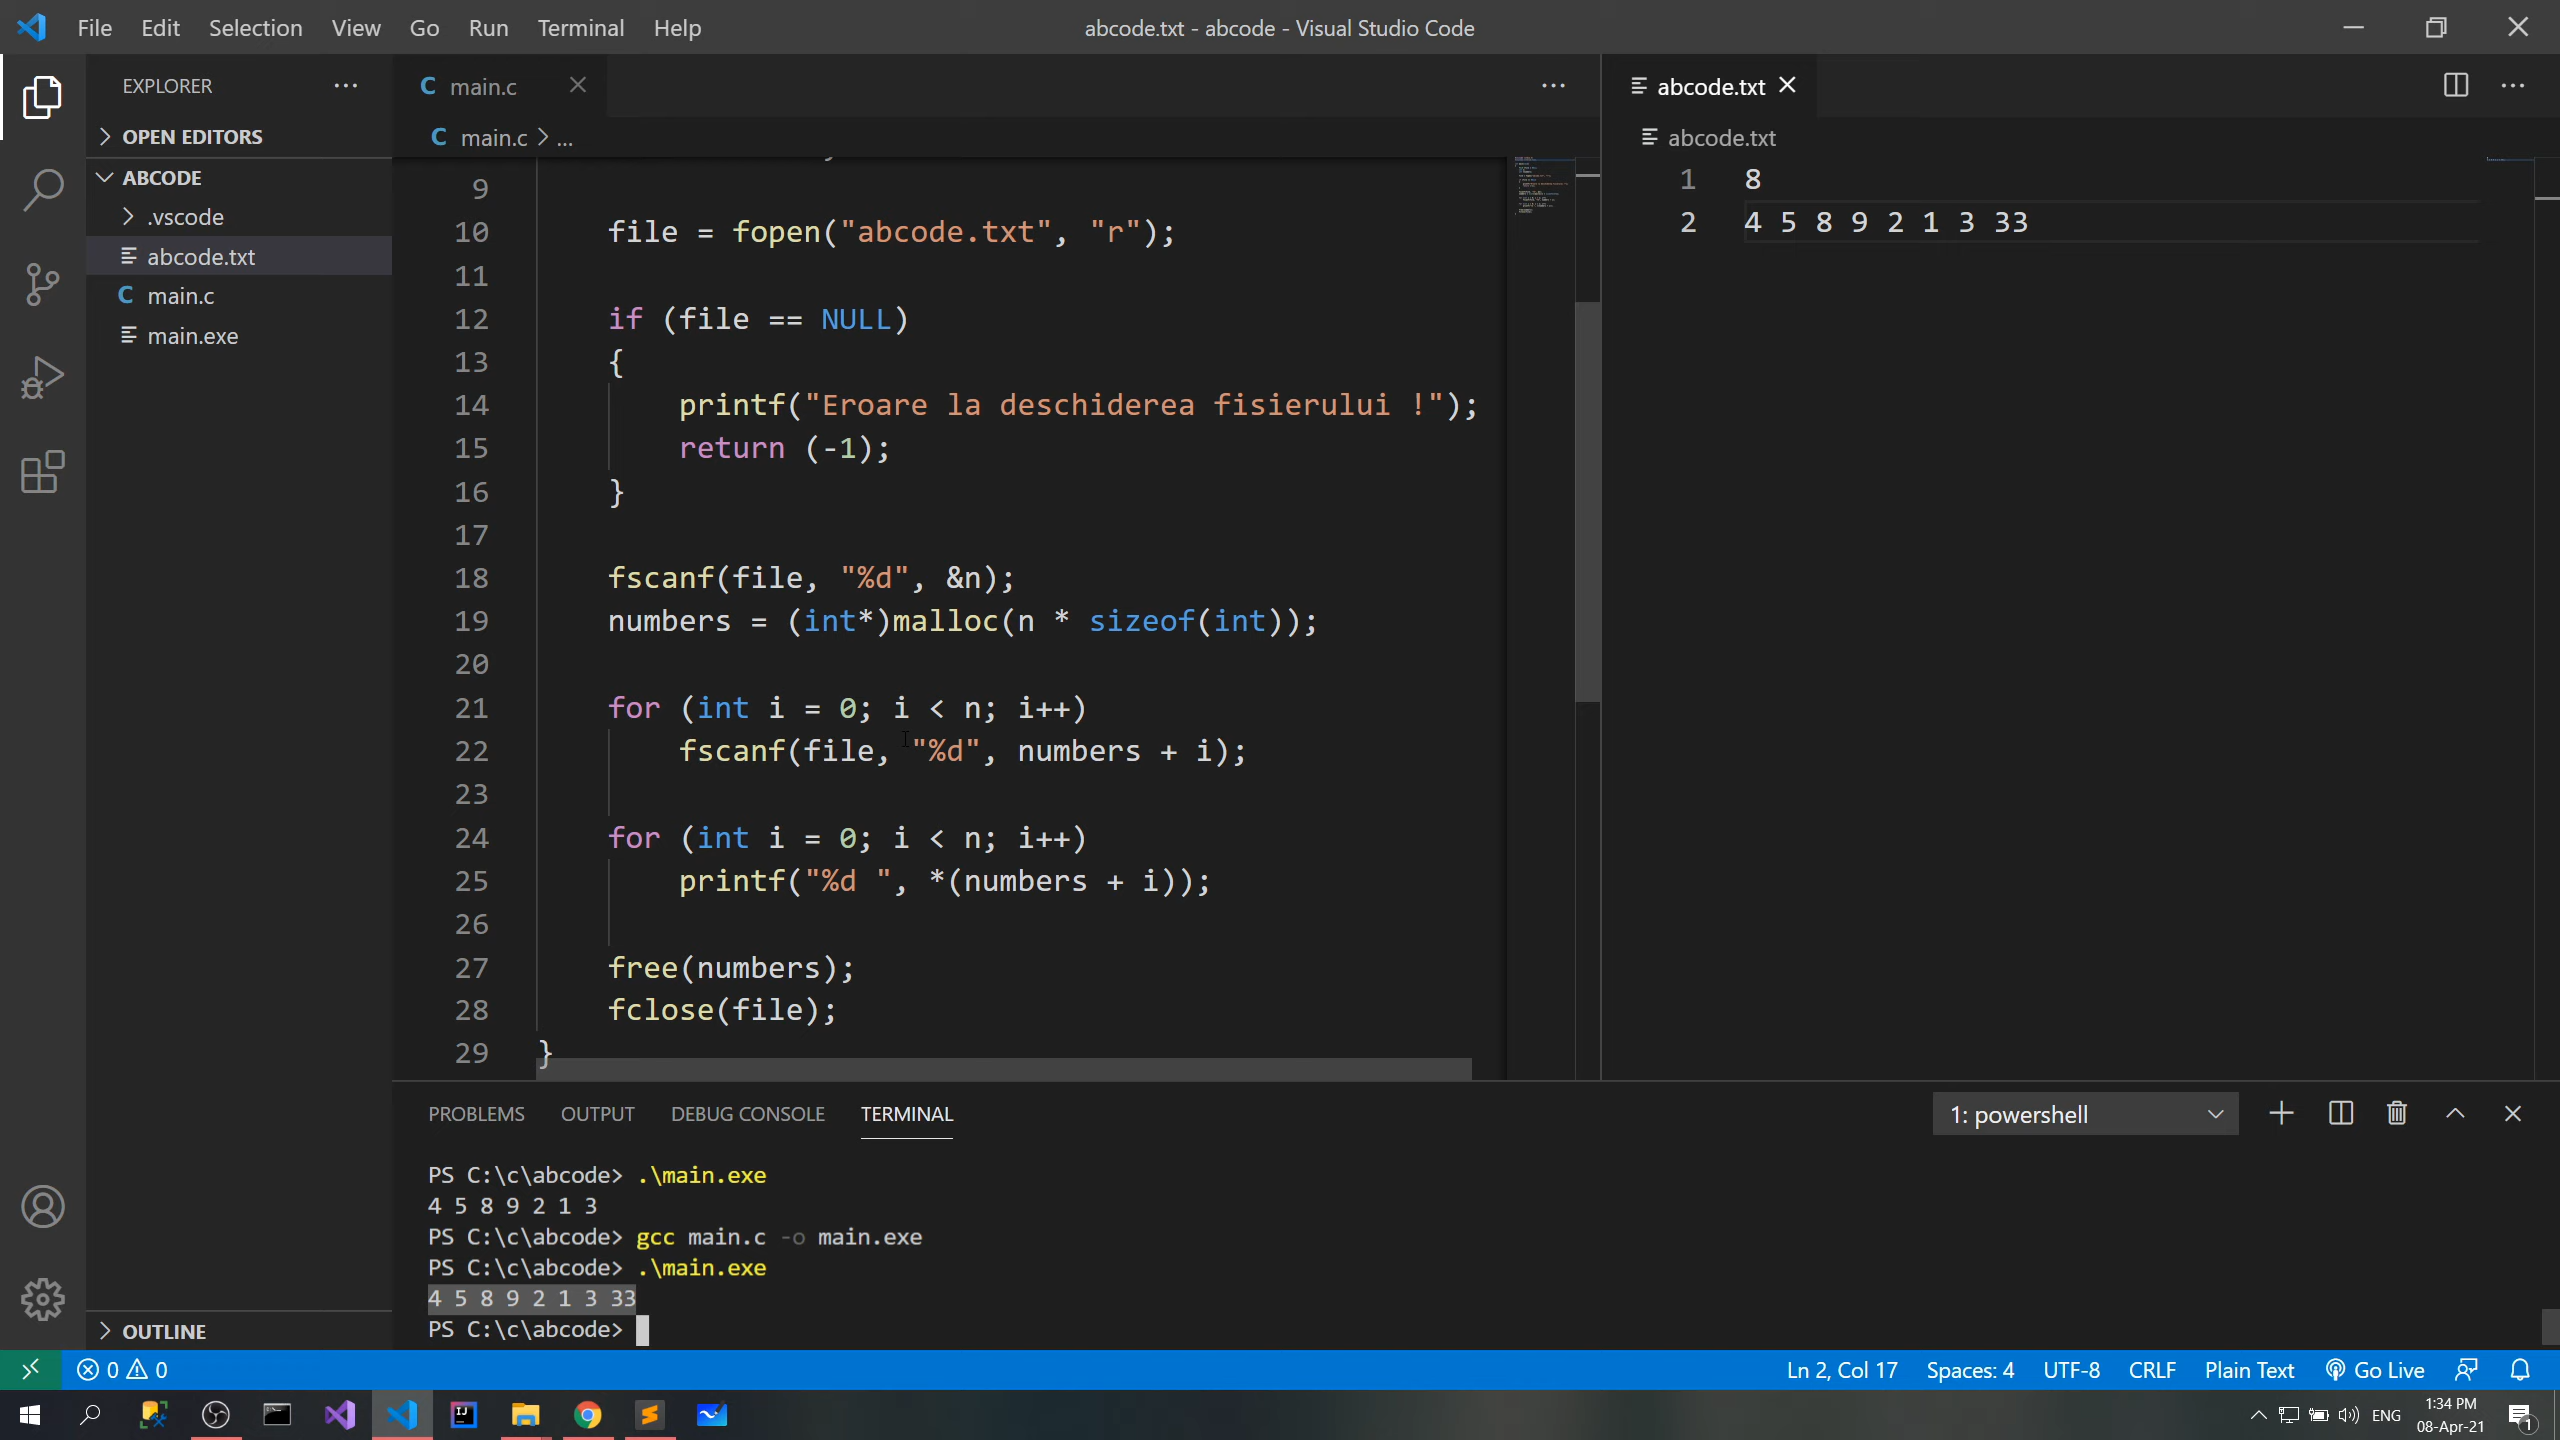 File Edit Selection View Go Run Terminal Help
abcode.txt - abcode - Visual Studio Code
EXPLORER
OPEN EDITORS
ABCODE
.vscode
abcode.txt
C main.c
main.exe
OUTLINE
C main.c
C main.c > ...
9
10 file = fopen("abcode.txt", "r");
11
12 if (file == NULL)
13 {
14 printf("Eroare la deschiderea fisierului !");
15 return (-1);
16 }
17
18 fscanf(file, "%d", &n);
19 numbers = (int*)malloc(n * sizeof(int));
20
21 for (int i = 0; i < n; i++)
22 fscanf(file, "%d", numbers + i);
23
24 for (int i = 0; i < n; i++)
25 printf("%d ", *(numbers + i));
26
27 free(numbers);
28 fclose(file);
29 }
abcode.txt
abcode.txt
1 8
2 4 5 8 9 2 1 3 33
PROBLEMS OUTPUT DEBUG CONSOLE TERMINAL
1: powershell
PS C:\c\abcode> .\main.exe
4 5 8 9 2 1 3
PS C:\c\abcode> gcc main.c -o main.exe
PS C:\c\abcode> .\main.exe
4 5 8 9 2 1 3 33
PS C:\c\abcode>
0 0
Ln 2, Col 17 Spaces: 4 UTF-8 CRLF Plain Text Go Live
ENG
1:34 PM
08-Apr-21
1